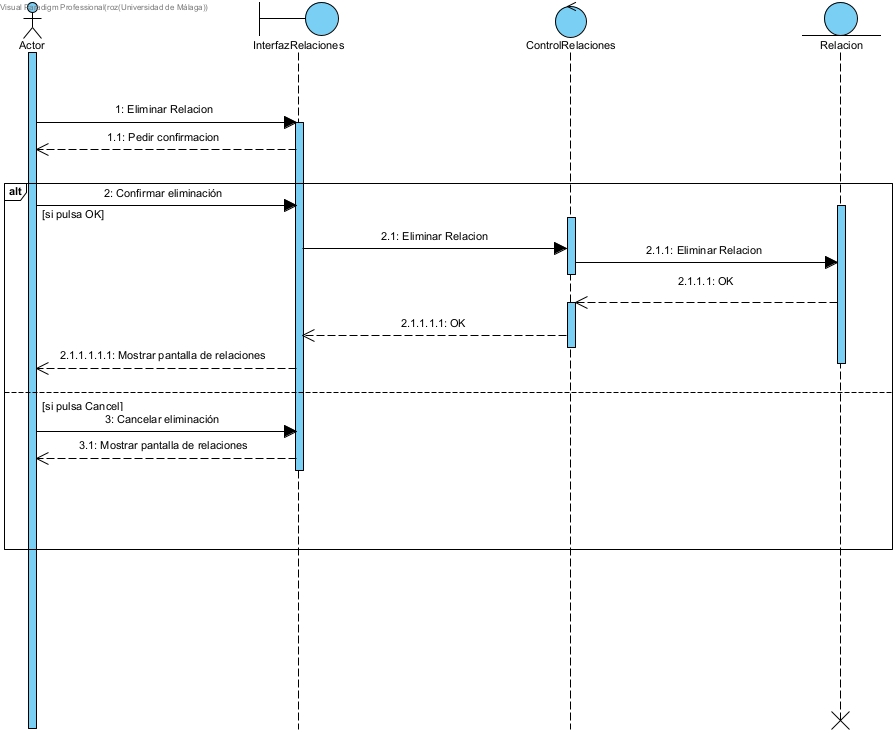 Visual Paradigm Professional(roz(Universidad de Málaga))
Actor
InterfazRelaciones
ControlRelaciones
Relacion
1: Eliminar Relacion
1.1: Pedir confirmacion
alt
2: Confirmar eliminación
[si pulsa OK]
2.1: Eliminar Relacion
2.1.1: Eliminar Relacion
2.1.1.1: OK
2.1.1.1.1: OK
2.1.1.1.1.1: Mostrar pantalla de relaciones
[si pulsa Cancel]
3: Cancelar eliminación
3.1: Mostrar pantalla de relaciones